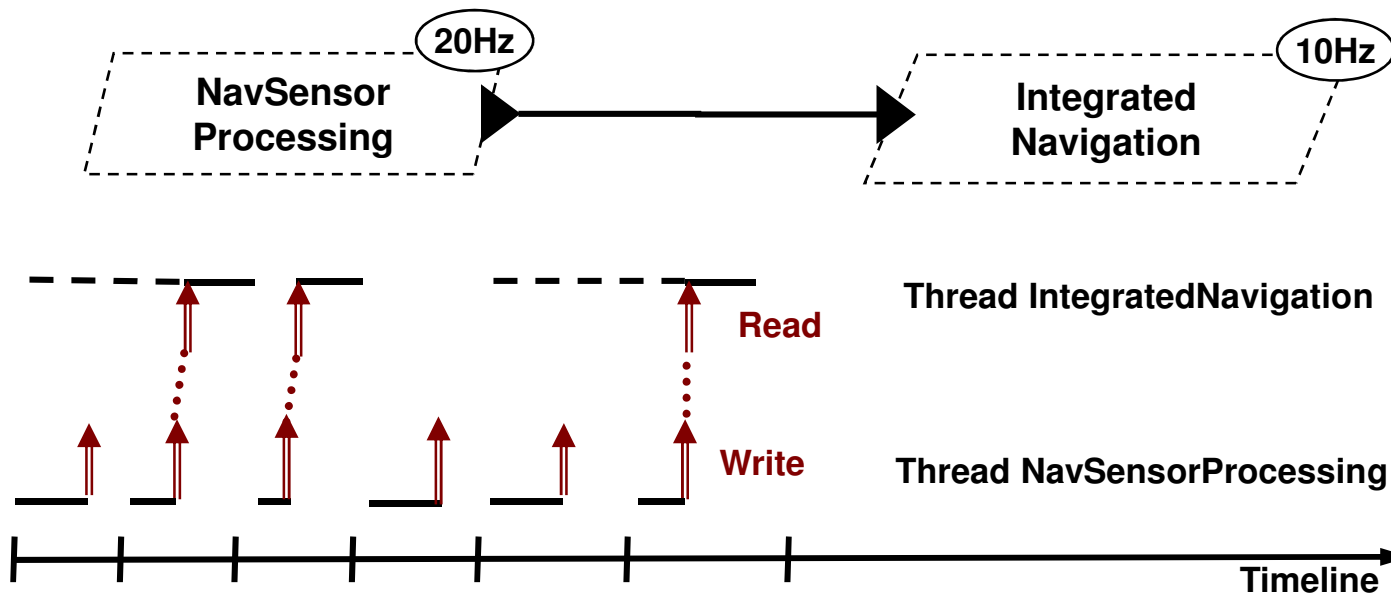 20Hz
NavSensor
Processing
10Hz
Integrated
Navigation
Thread IntegratedNavigation
Read
Write
Thread NavSensorProcessing
Timeline